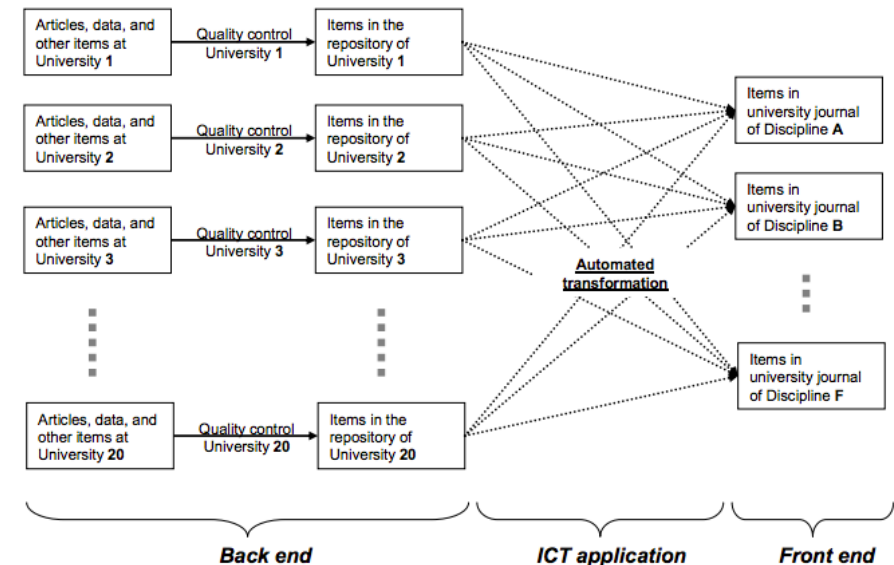 Articles, data, and
other items at
University 1
Quality control
University 1
Items in the
repository of
University 1
Articles, data, and
other items at
University 2
Quality control
University 2
Items in the
repository of
University 2
Articles, data, and
other items at
University 3
Quality control
University 3
Items in the
repository of
University 3
Articles, data, and
other items at
University 20
Quality control
University 20
Items in the
repository of
University 20
Automated
transformation
Items in
university journal
of Discipline A
Items in
university journal
of Discipline B
Items in
university journal
of Discipline F
Back end
ICT application
Front end